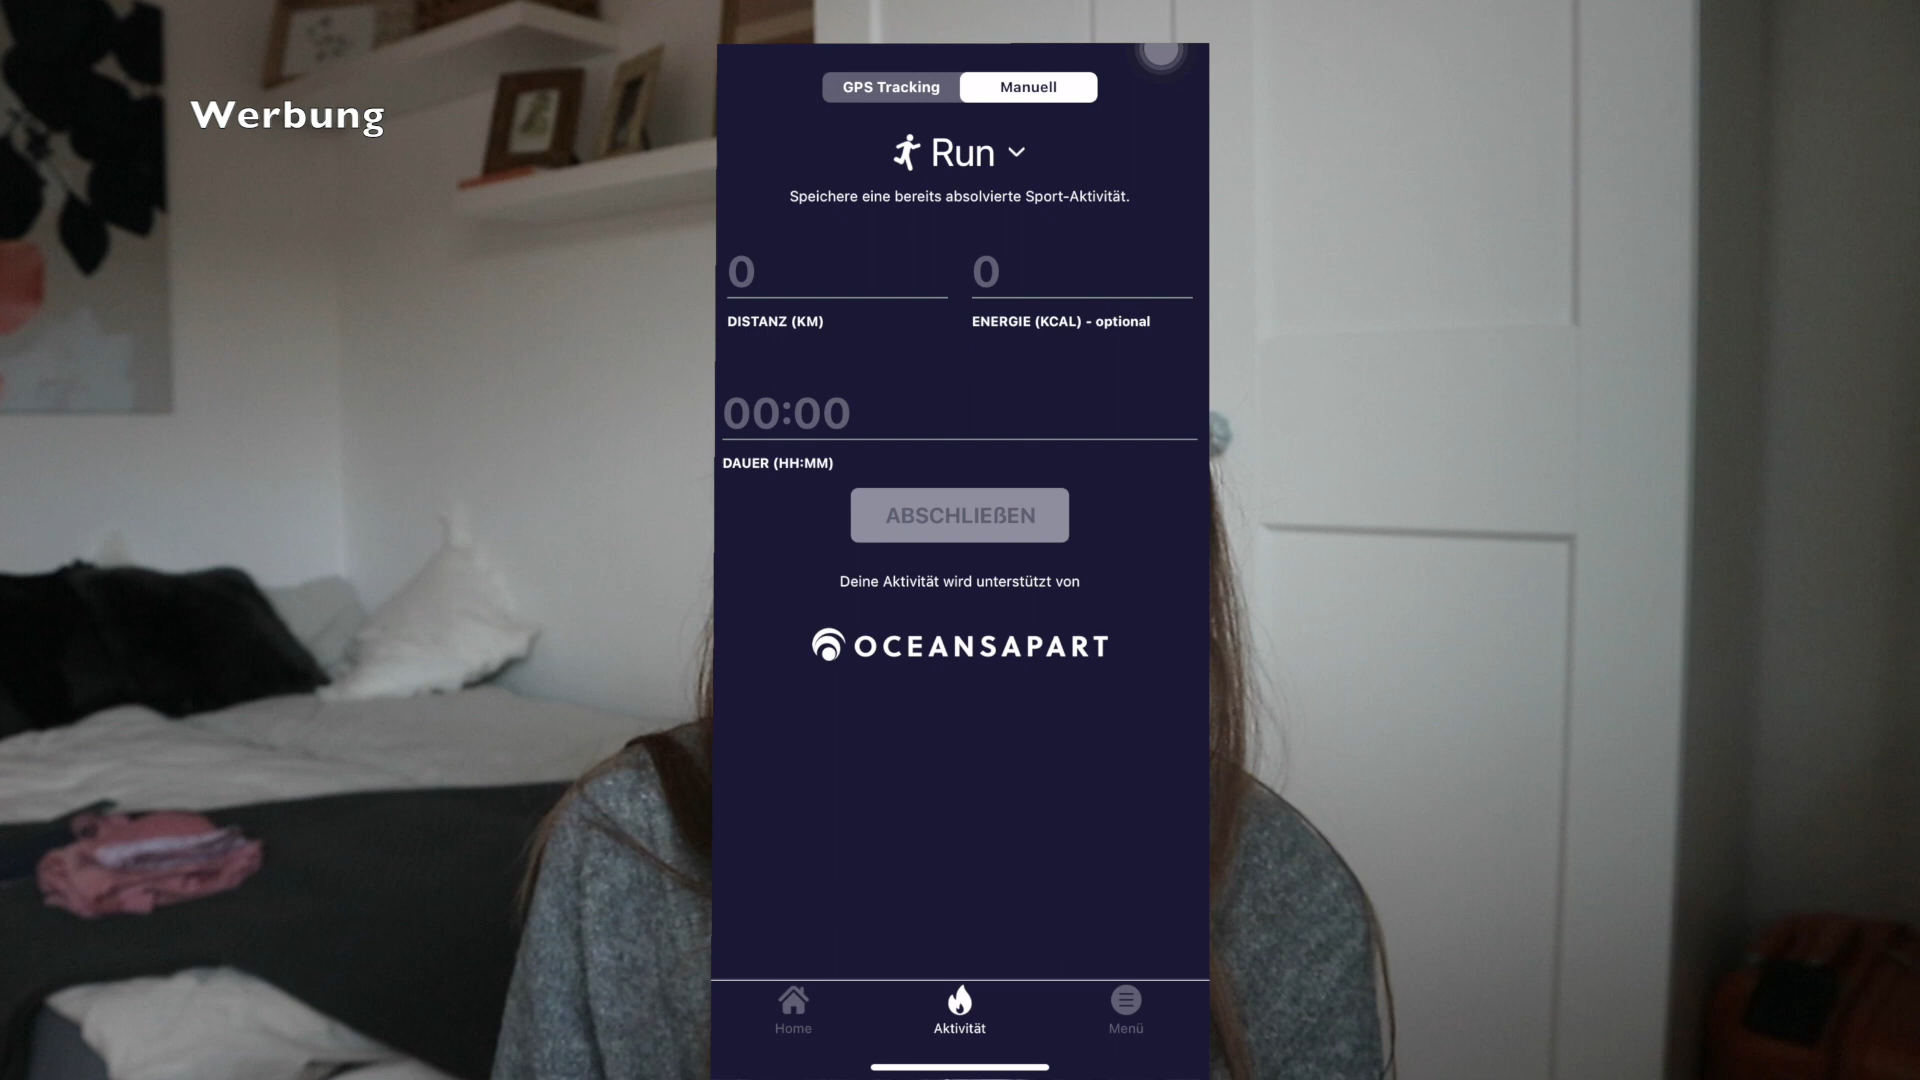 Werbung
GPS Tracking
Manuell
Run
Speichere eine bereits absolvierte Sport-Aktivität.
0
0
DISTANZ (KM)
ENERGIE (KCAL) - optional
00:00
DAUER (HH:MM)
ABSCHLIEßEN
Deine Aktivität wird unterstützt von
OCEANSAPART
Home
Aktivität
Menü